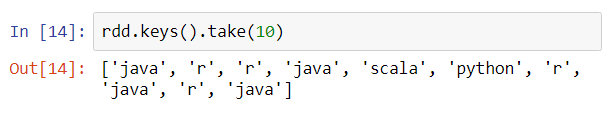 In [14]: rdd.keys().take(10)
Out[14]: ['java', 'r', 'r', 'java', 'scala', 'python', 'r',
'java', 'r', 'java']